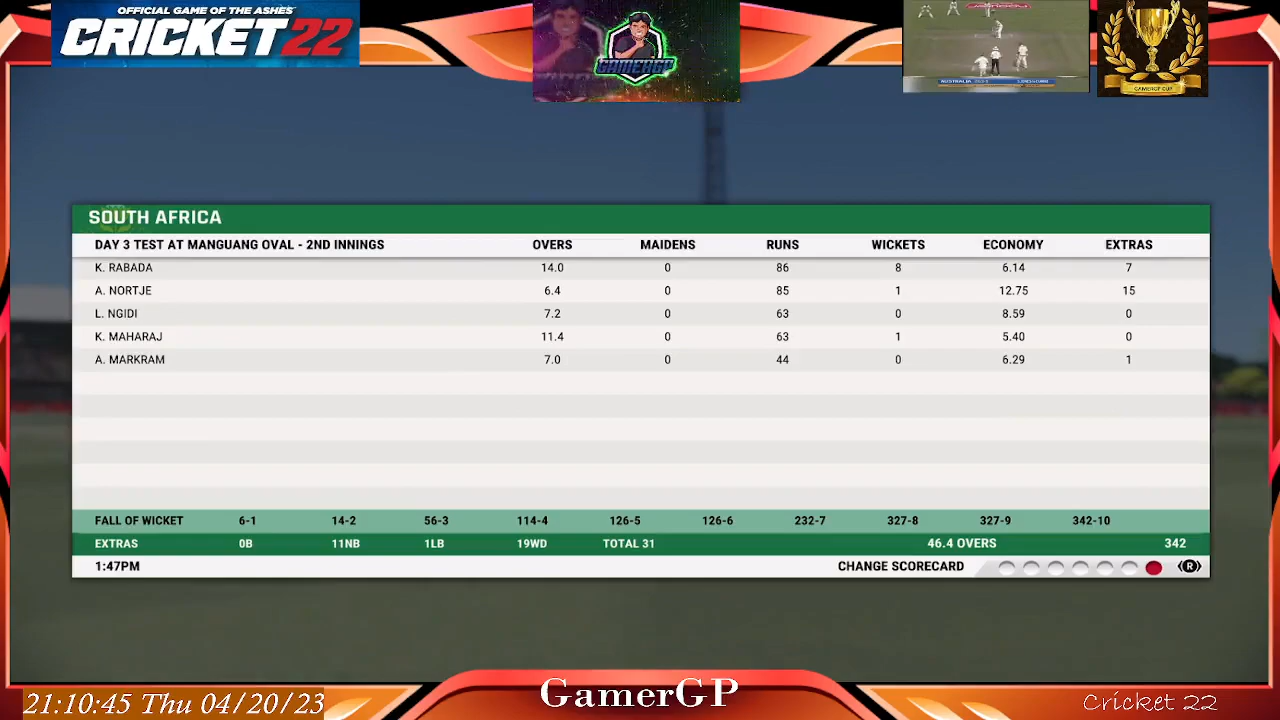 OFFICIAL GAME OF THE ASHES
CRICKET 22
GAMERGP
GAMERGP CUP
AUSTRALIA
SOUTH AFRICA
DAY 3 TEST AT MANGUANG OVAL - 2ND INNINGS OVERS MAIDENS RUNS WICKETS ECONOMY EXTRAS
K. RABADA 14.0 0 86 8 6.14 7
A. NORTJE 6.4 0 85 1 12.75 15
L. NGIDI 7.2 0 63 0 8.59 0
K. MAHARAJ 11.4 0 63 1 5.40 0
A. MARKRAM 7.0 0 44 0 6.29 1
FALL OF WICKET 6-1 14-2 56-3 114-4 126-5 126-6 232-7 327-8 327-9 342-10
EXTRAS 0B 11NB 1LB 19WD TOTAL 31 46.4 OVERS 342
1:47PM CHANGE SCORECARD R
21:10:45 Thu 04/20/23 GamerGP Cricket 22